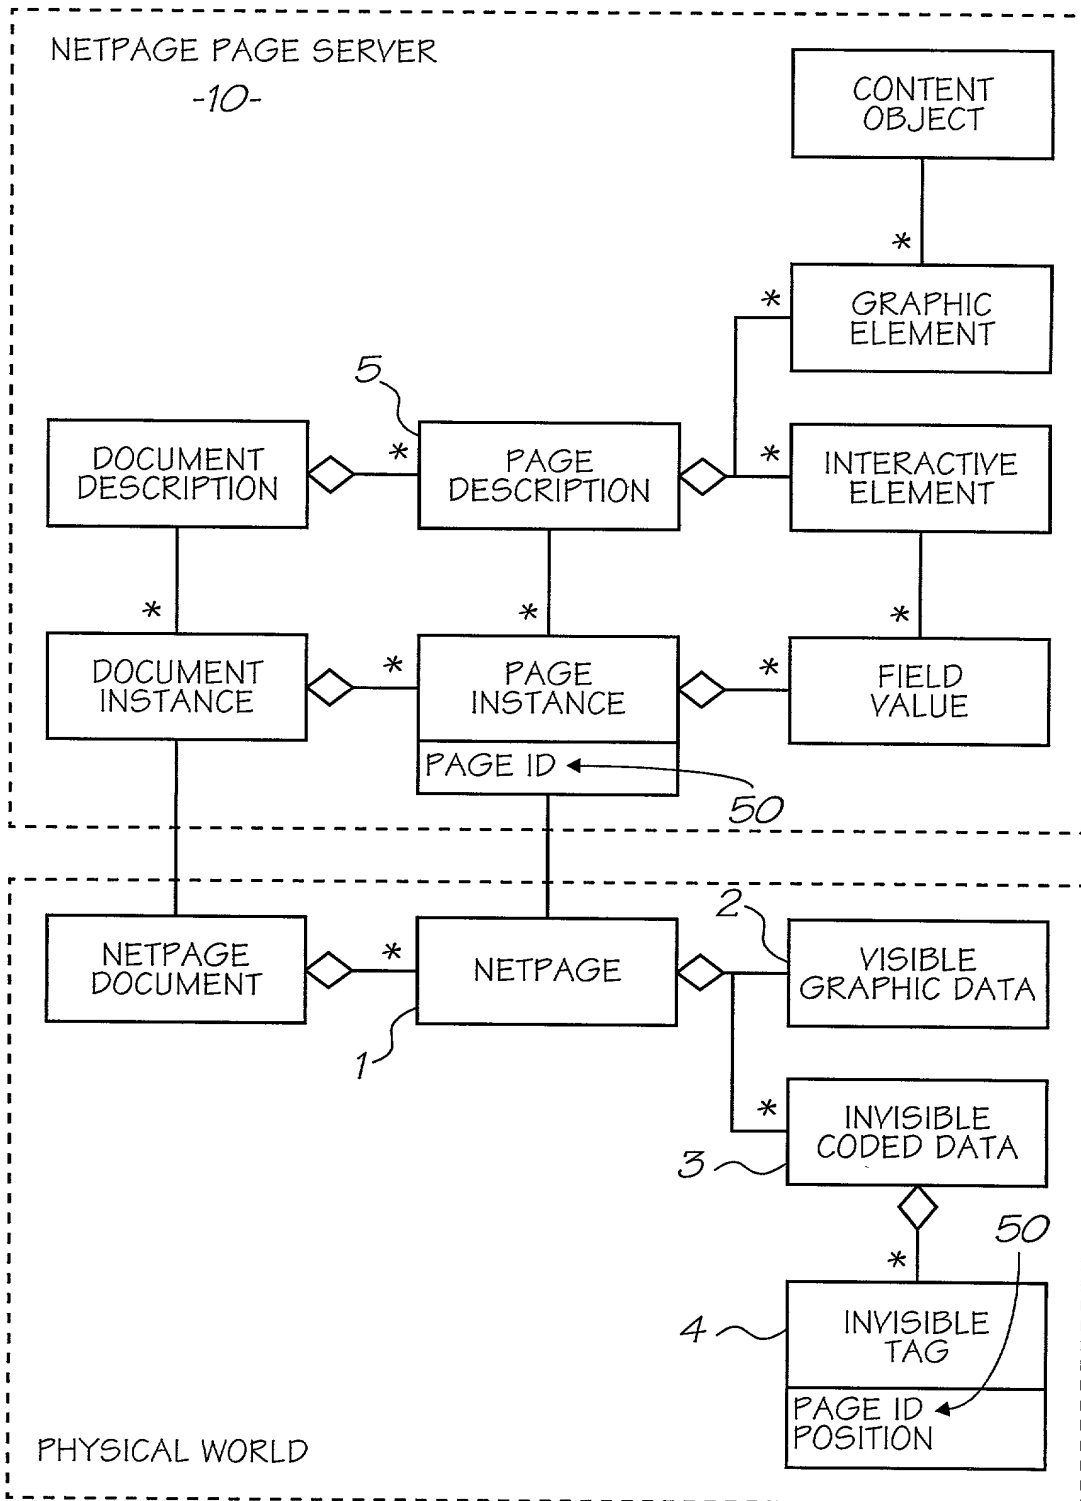 NETPAGE PAGE SERVER
-10-
CONTENT
OBJECT
*
GRAPHIC
ELEMENT
*
5
DOCUMENT
DESCRIPTION
*
PAGE
DESCRIPTION
*
INTERACTIVE
ELEMENT
*
*
*
DOCUMENT
INSTANCE
*
PAGE
INSTANCE
*
FIELD
VALUE
PAGE ID
50
NETPAGE
DOCUMENT
*
NETPAGE
1
2
VISIBLE
GRAPHIC DATA
*
INVISIBLE
CODED DATA
3
50
*
4
INVISIBLE
TAG
PAGE ID
POSITION
PHYSICAL WORLD